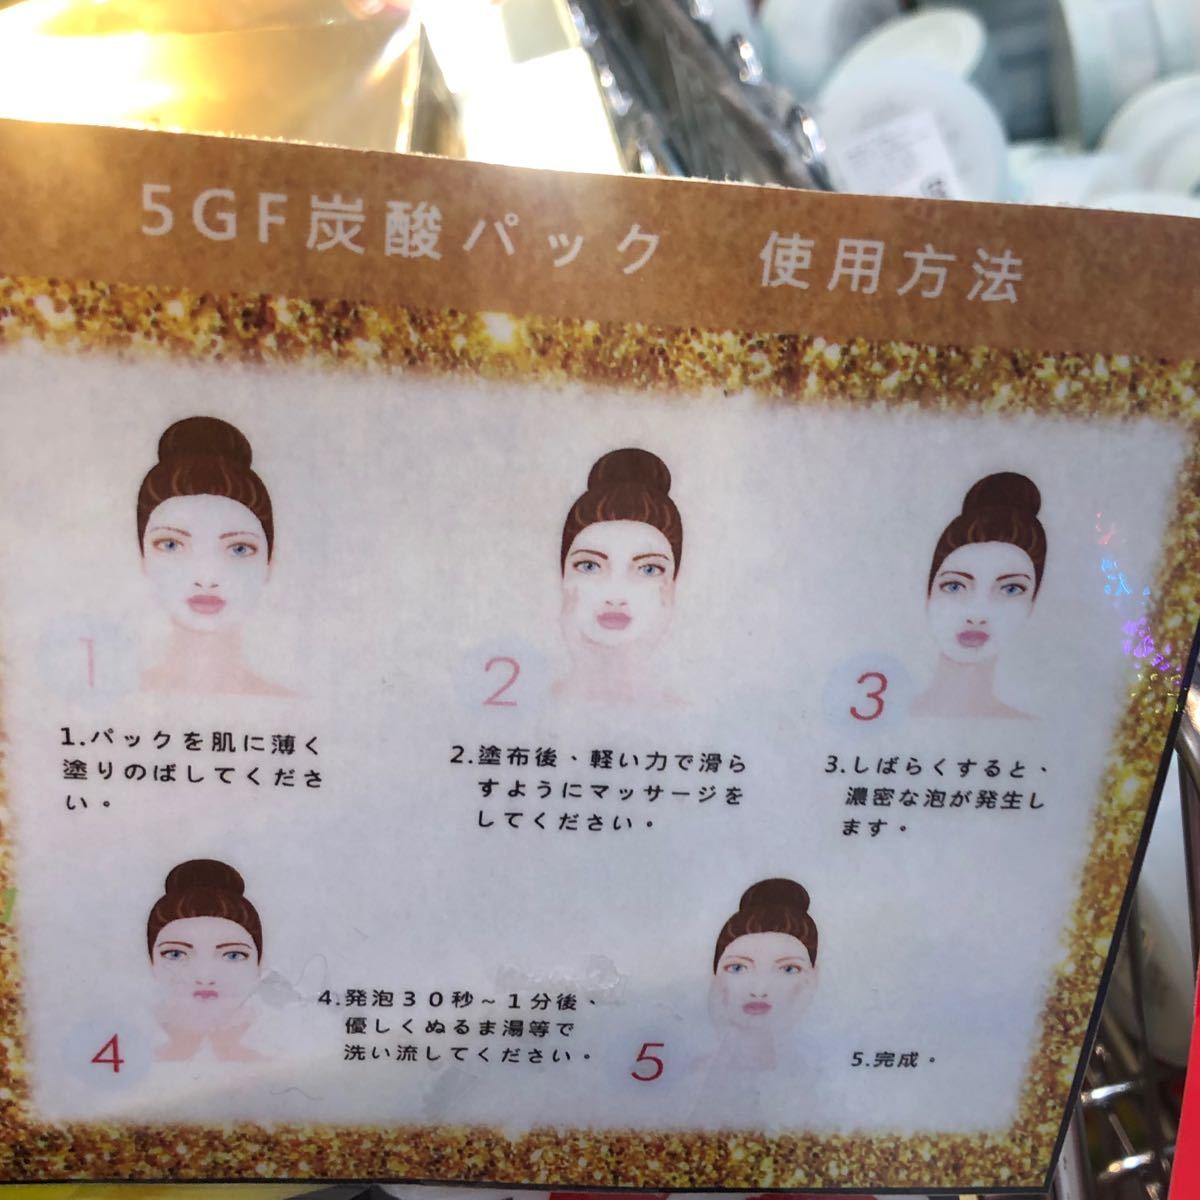 5GF炭酸パック 使用方法
1
2
3
1.パックを肌に薄く
塗りのばしてくださ
い。
2.塗布後、軽い力で滑ら
すようにマッサージを
してください。
3.しばらくすると、
濃密な泡が発生し
ます。
4
4.発泡30秒~1分後、
優しくぬるま湯等で
洗い流してください。
5
5.完成。